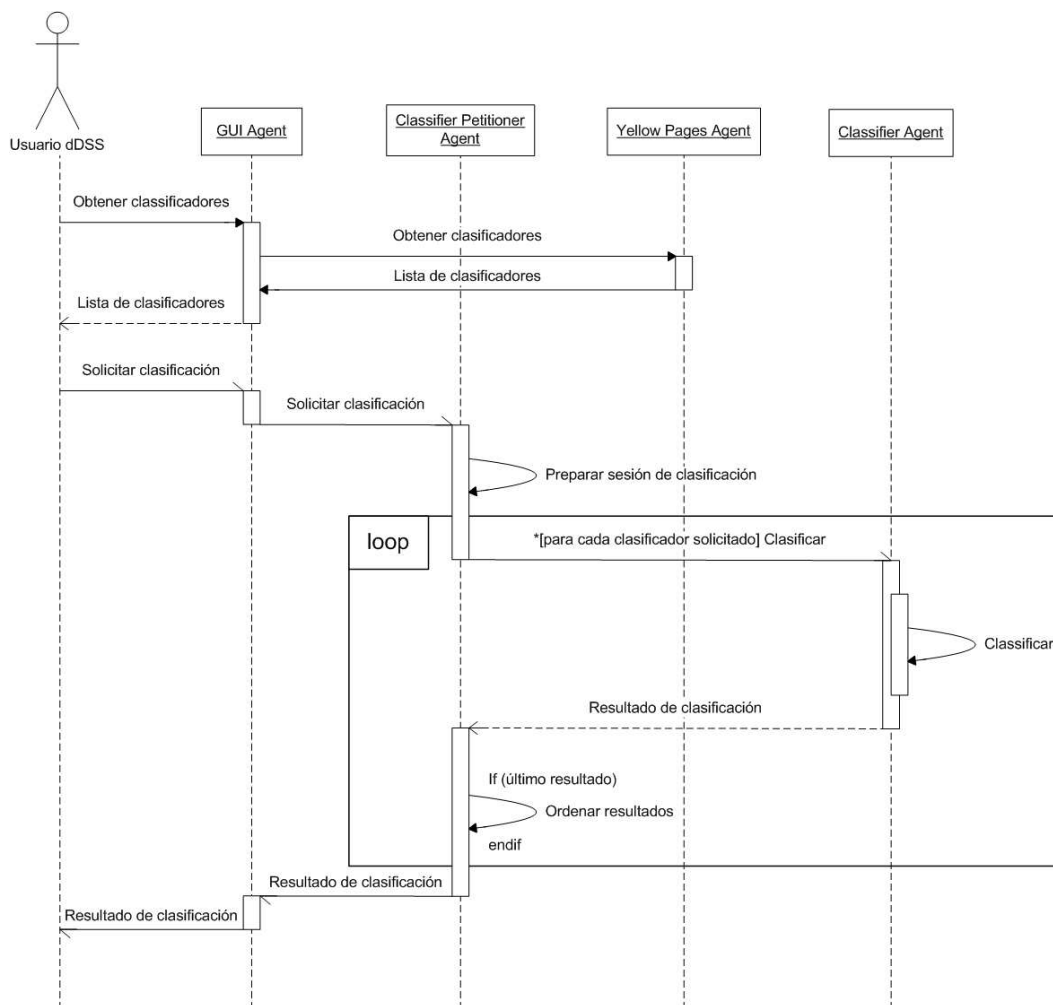 Usuario dDSS
GUI Agent
Classifier Petitioner
Agent
Yellow Pages Agent
Classifier Agent
Obtener classificadores
Obtener clasificadores
Lista de clasificadores
Lista de clasificadores
Solicitar clasificación
Solicitar clasificación
Preparar sesión de clasificación
loop
*[para cada clasificador solicitado] Clasificar
Classificar
Resultado de clasificación
If (último resultado)
Ordenar resultados
endif
Resultado de clasificación
Resultado de clasificación